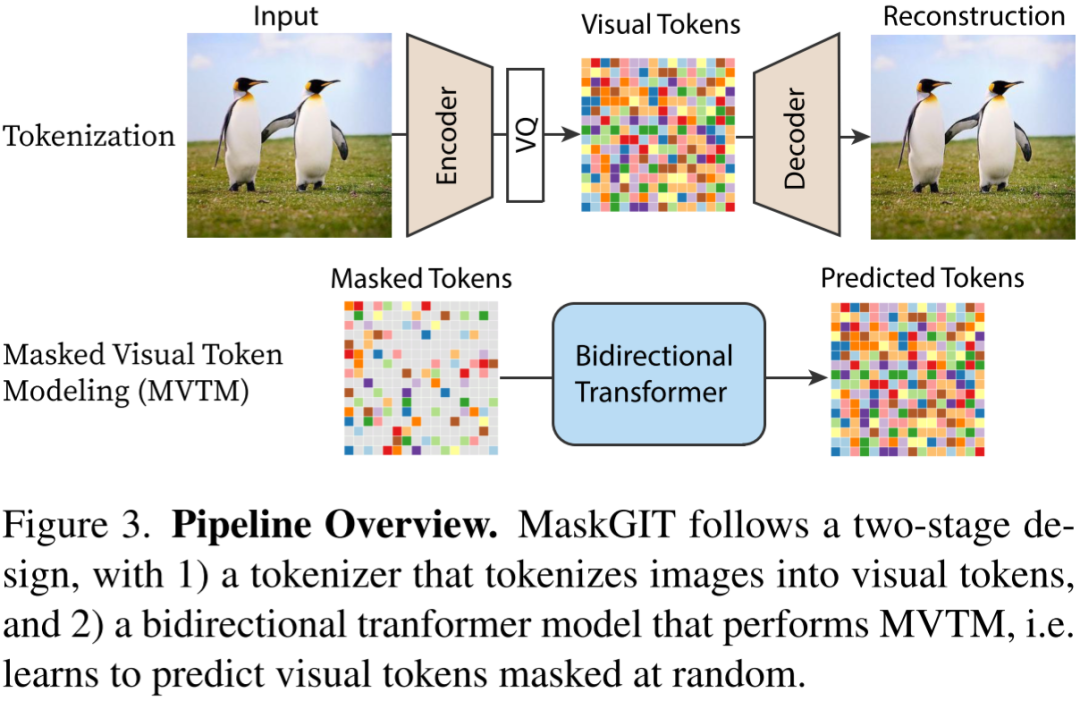 Input
Visual Tokens
Reconstruction
Tokenization
Encoder
VQ
Decoder
Masked Tokens
Predicted Tokens
Masked Visual Token
Modeling (MVTM)
Bidirectional
Transformer
Figure 3. Pipeline Overview. MaskGIT follows a two-stage de-
sign, with 1) a tokenizer that tokenizes images into visual tokens,
and 2) a bidirectional tranformer model that performs MVTM, i.e.
learns to predict visual tokens masked at random.